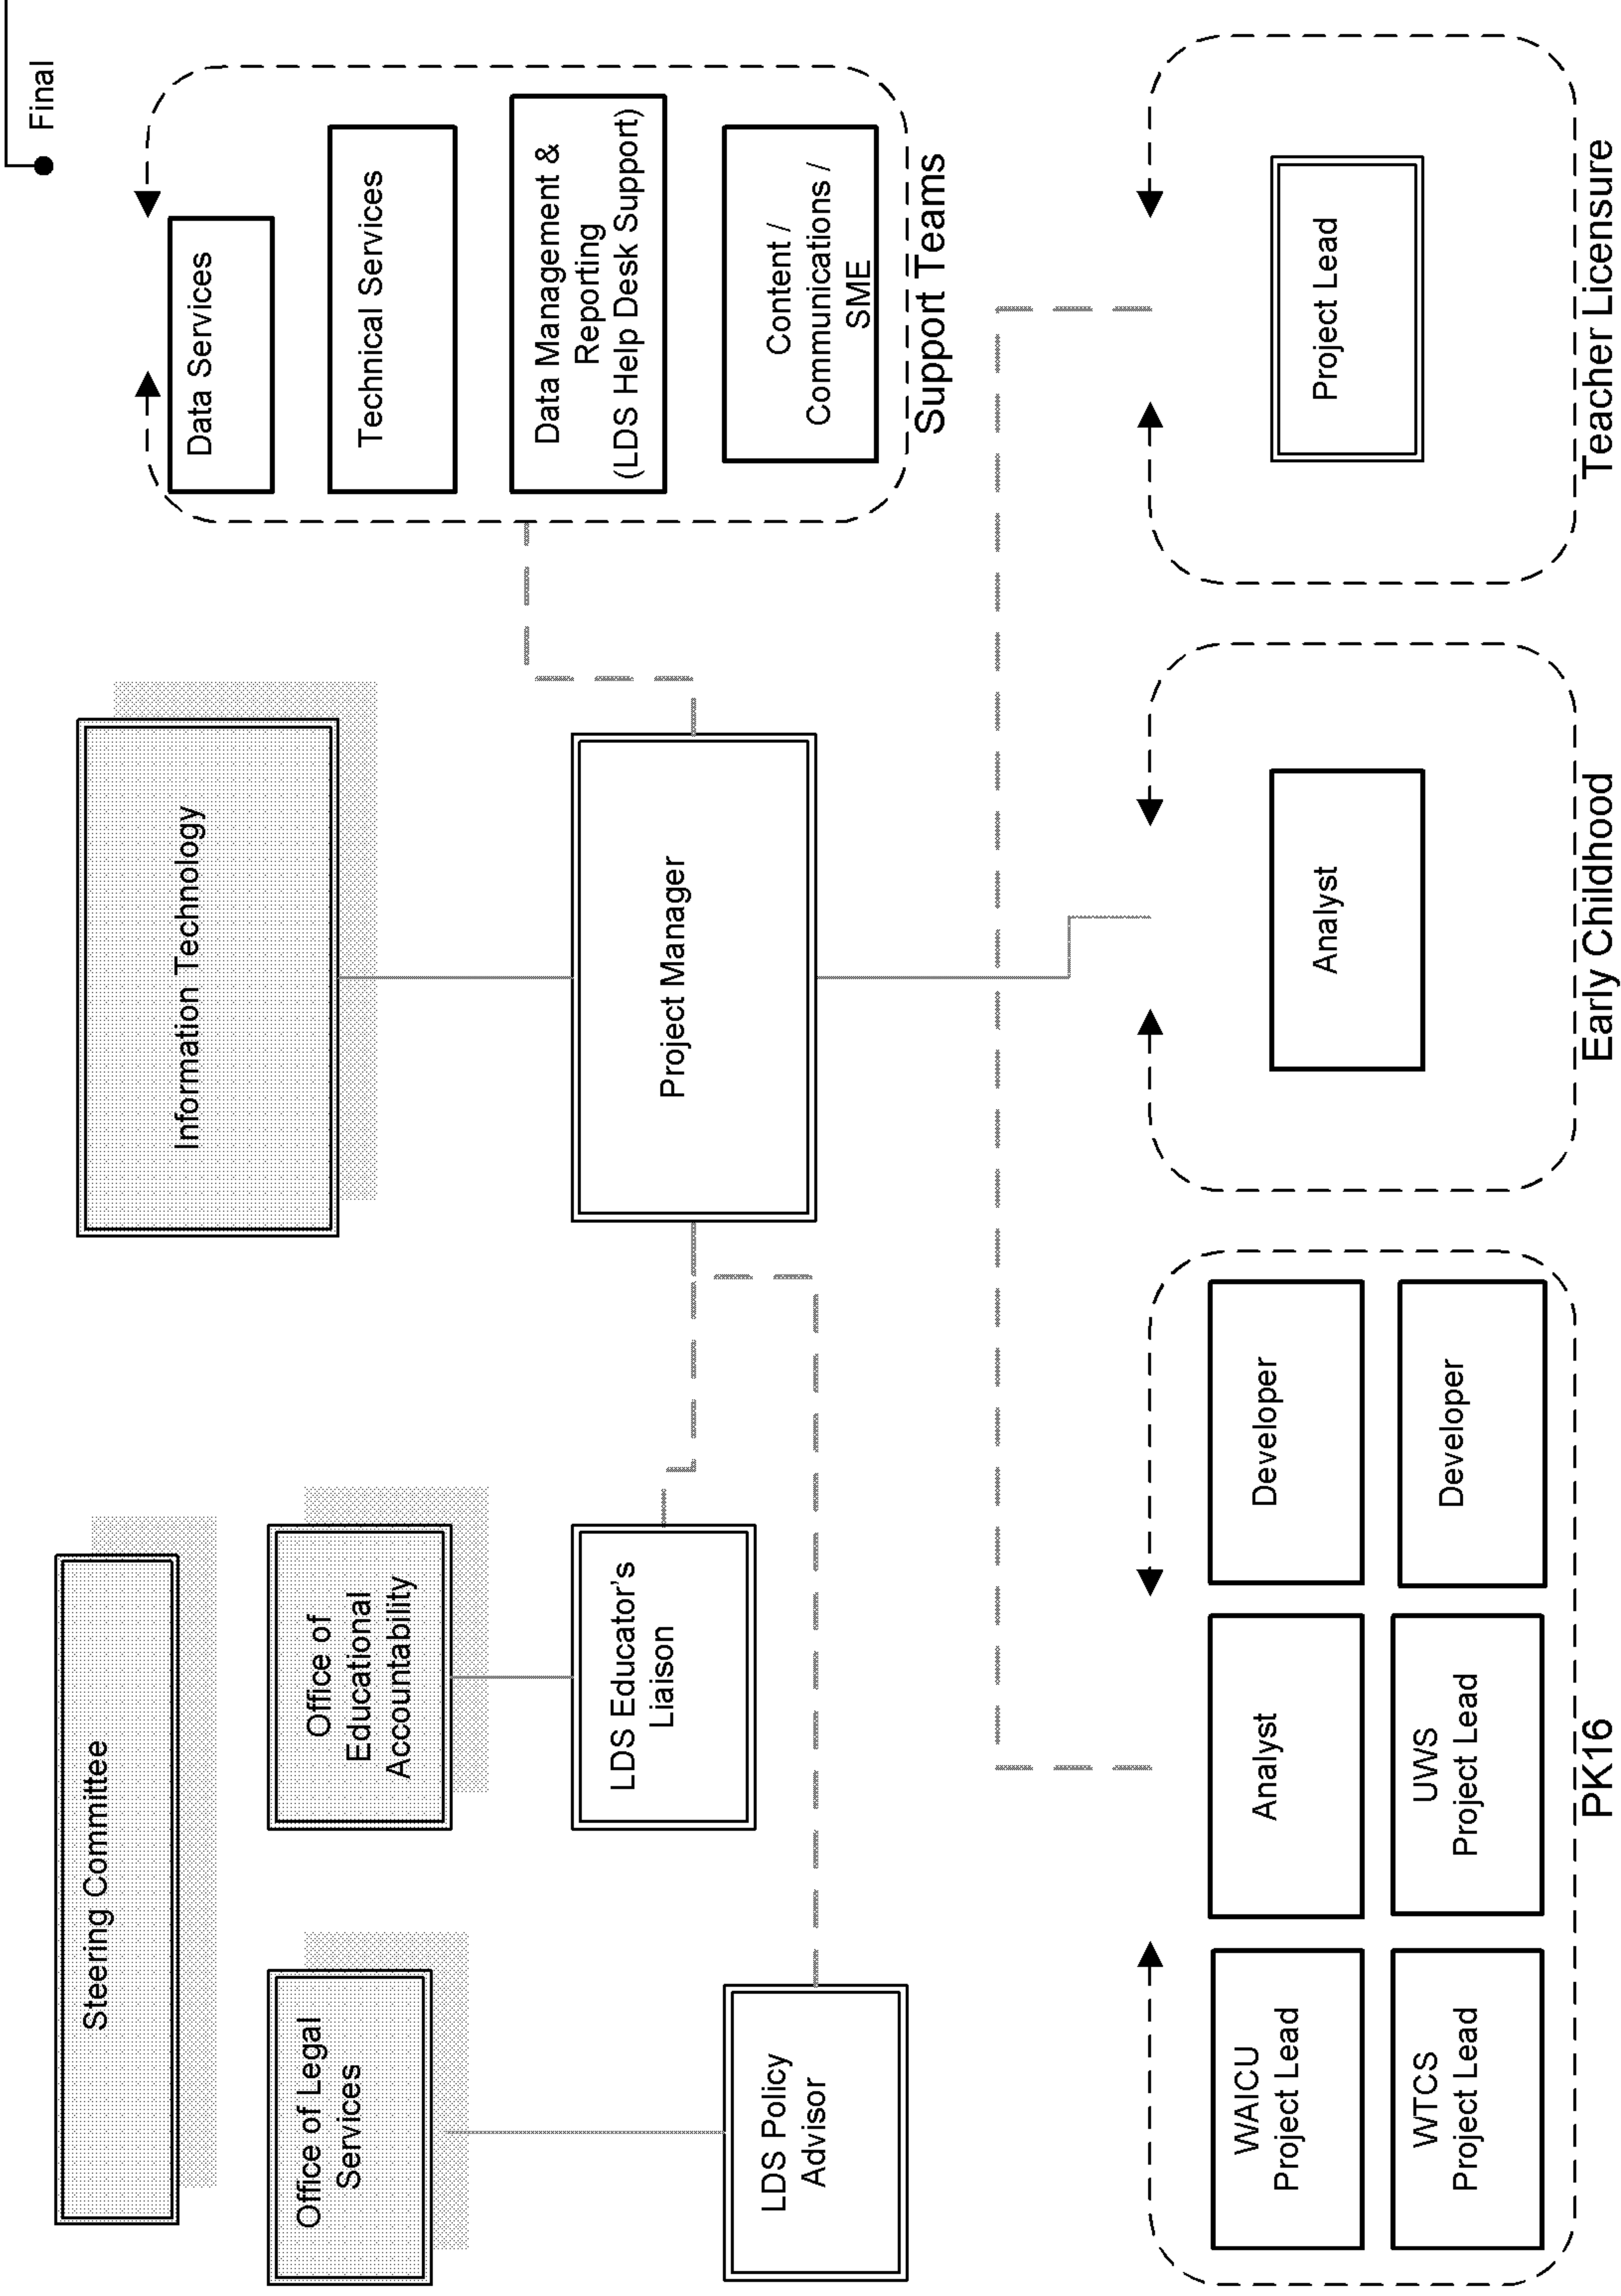 Final
Steering Committee
Information Technology
Office of Legal
Services
Office of
Educational
Accountability
Data Services
Technical Services
Data Management &
Reporting
(LDS Help Desk Support)
Content /
Communications /
SME
Support Teams
LDS Policy
Advisor
LDS Educator's
Liaison
Project Manager
WAICU
Project Lead
Analyst
Developer
WTCS
Project Lead
UWS
Project Lead
Developer
PK16
Analyst
Early Childhood
Project Lead
Teacher Licensure